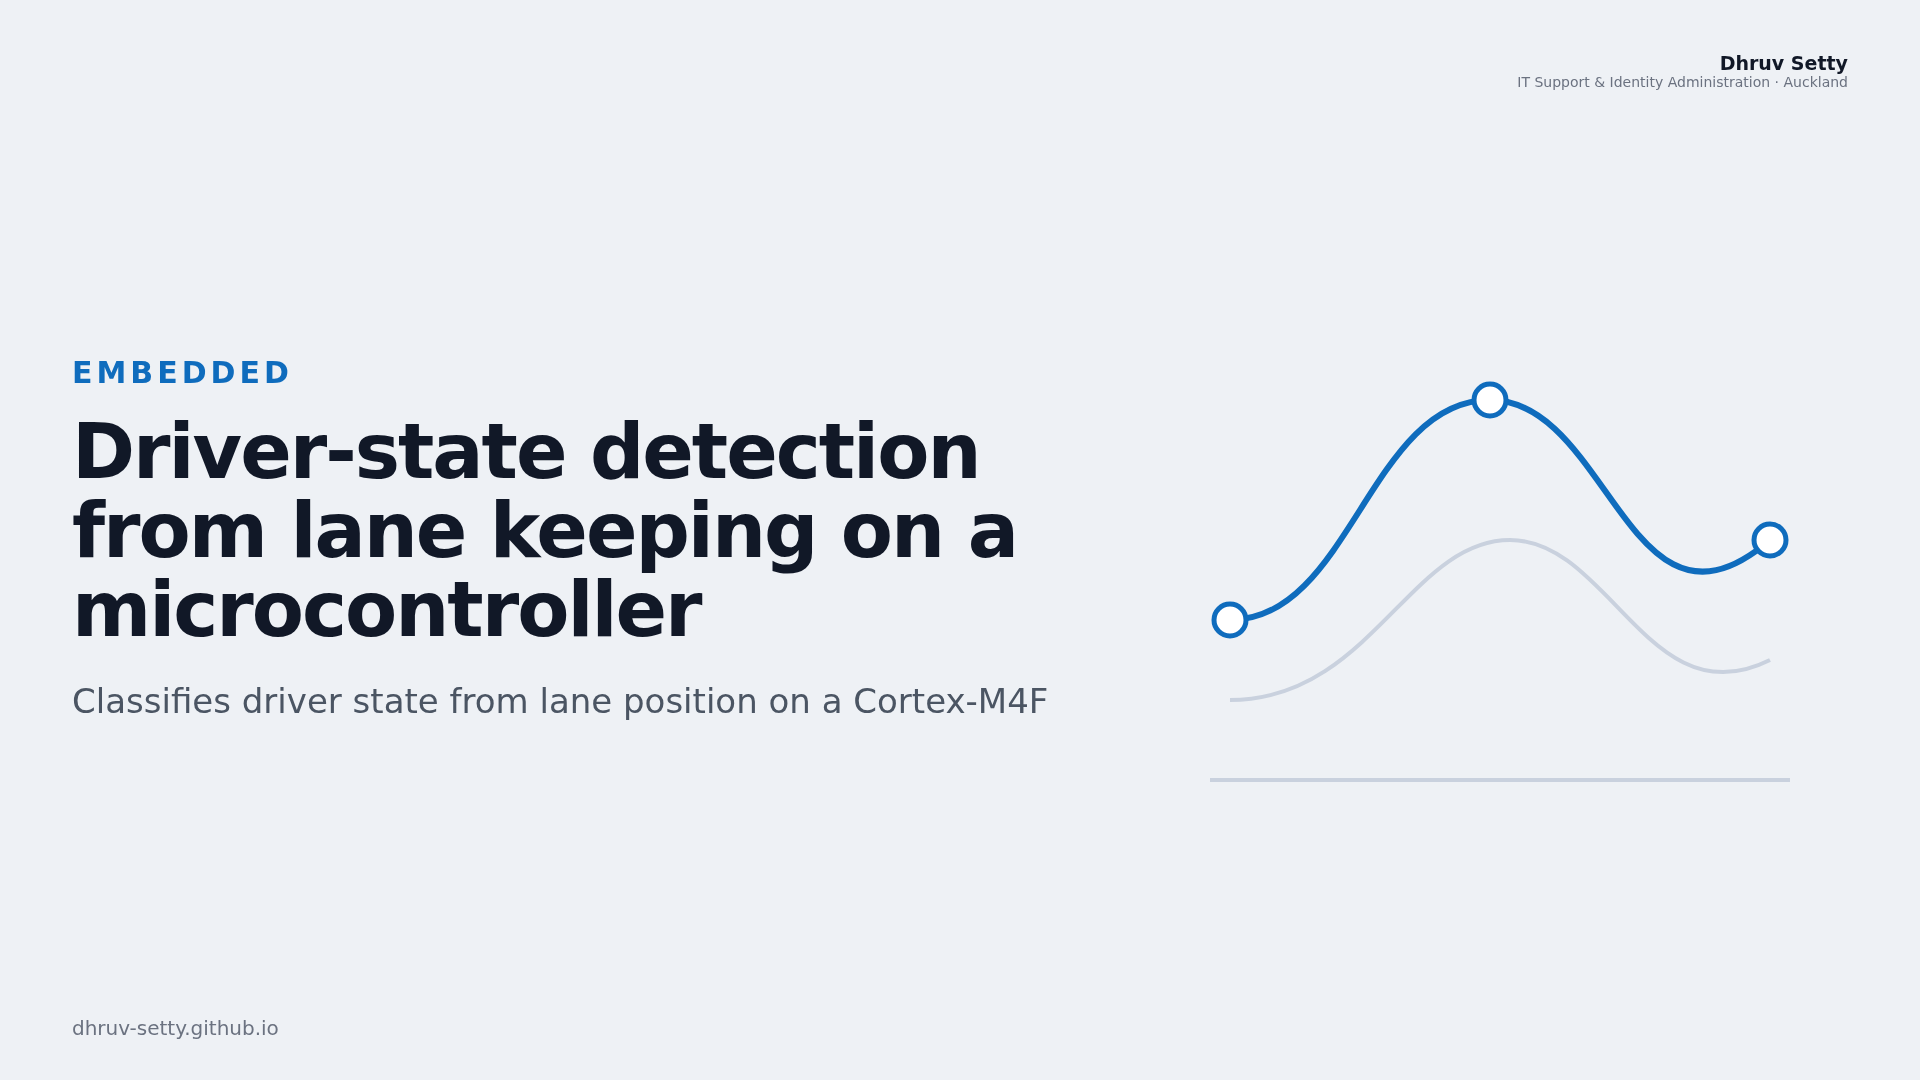 Dhruv Setty
IT Support & Identity Administration · Auckland
EMBEDDED
Driver-state detection
from lane keeping on a
microcontroller
Classifies driver state from lane position on a Cortex-M4F
dhruv-setty.github.io